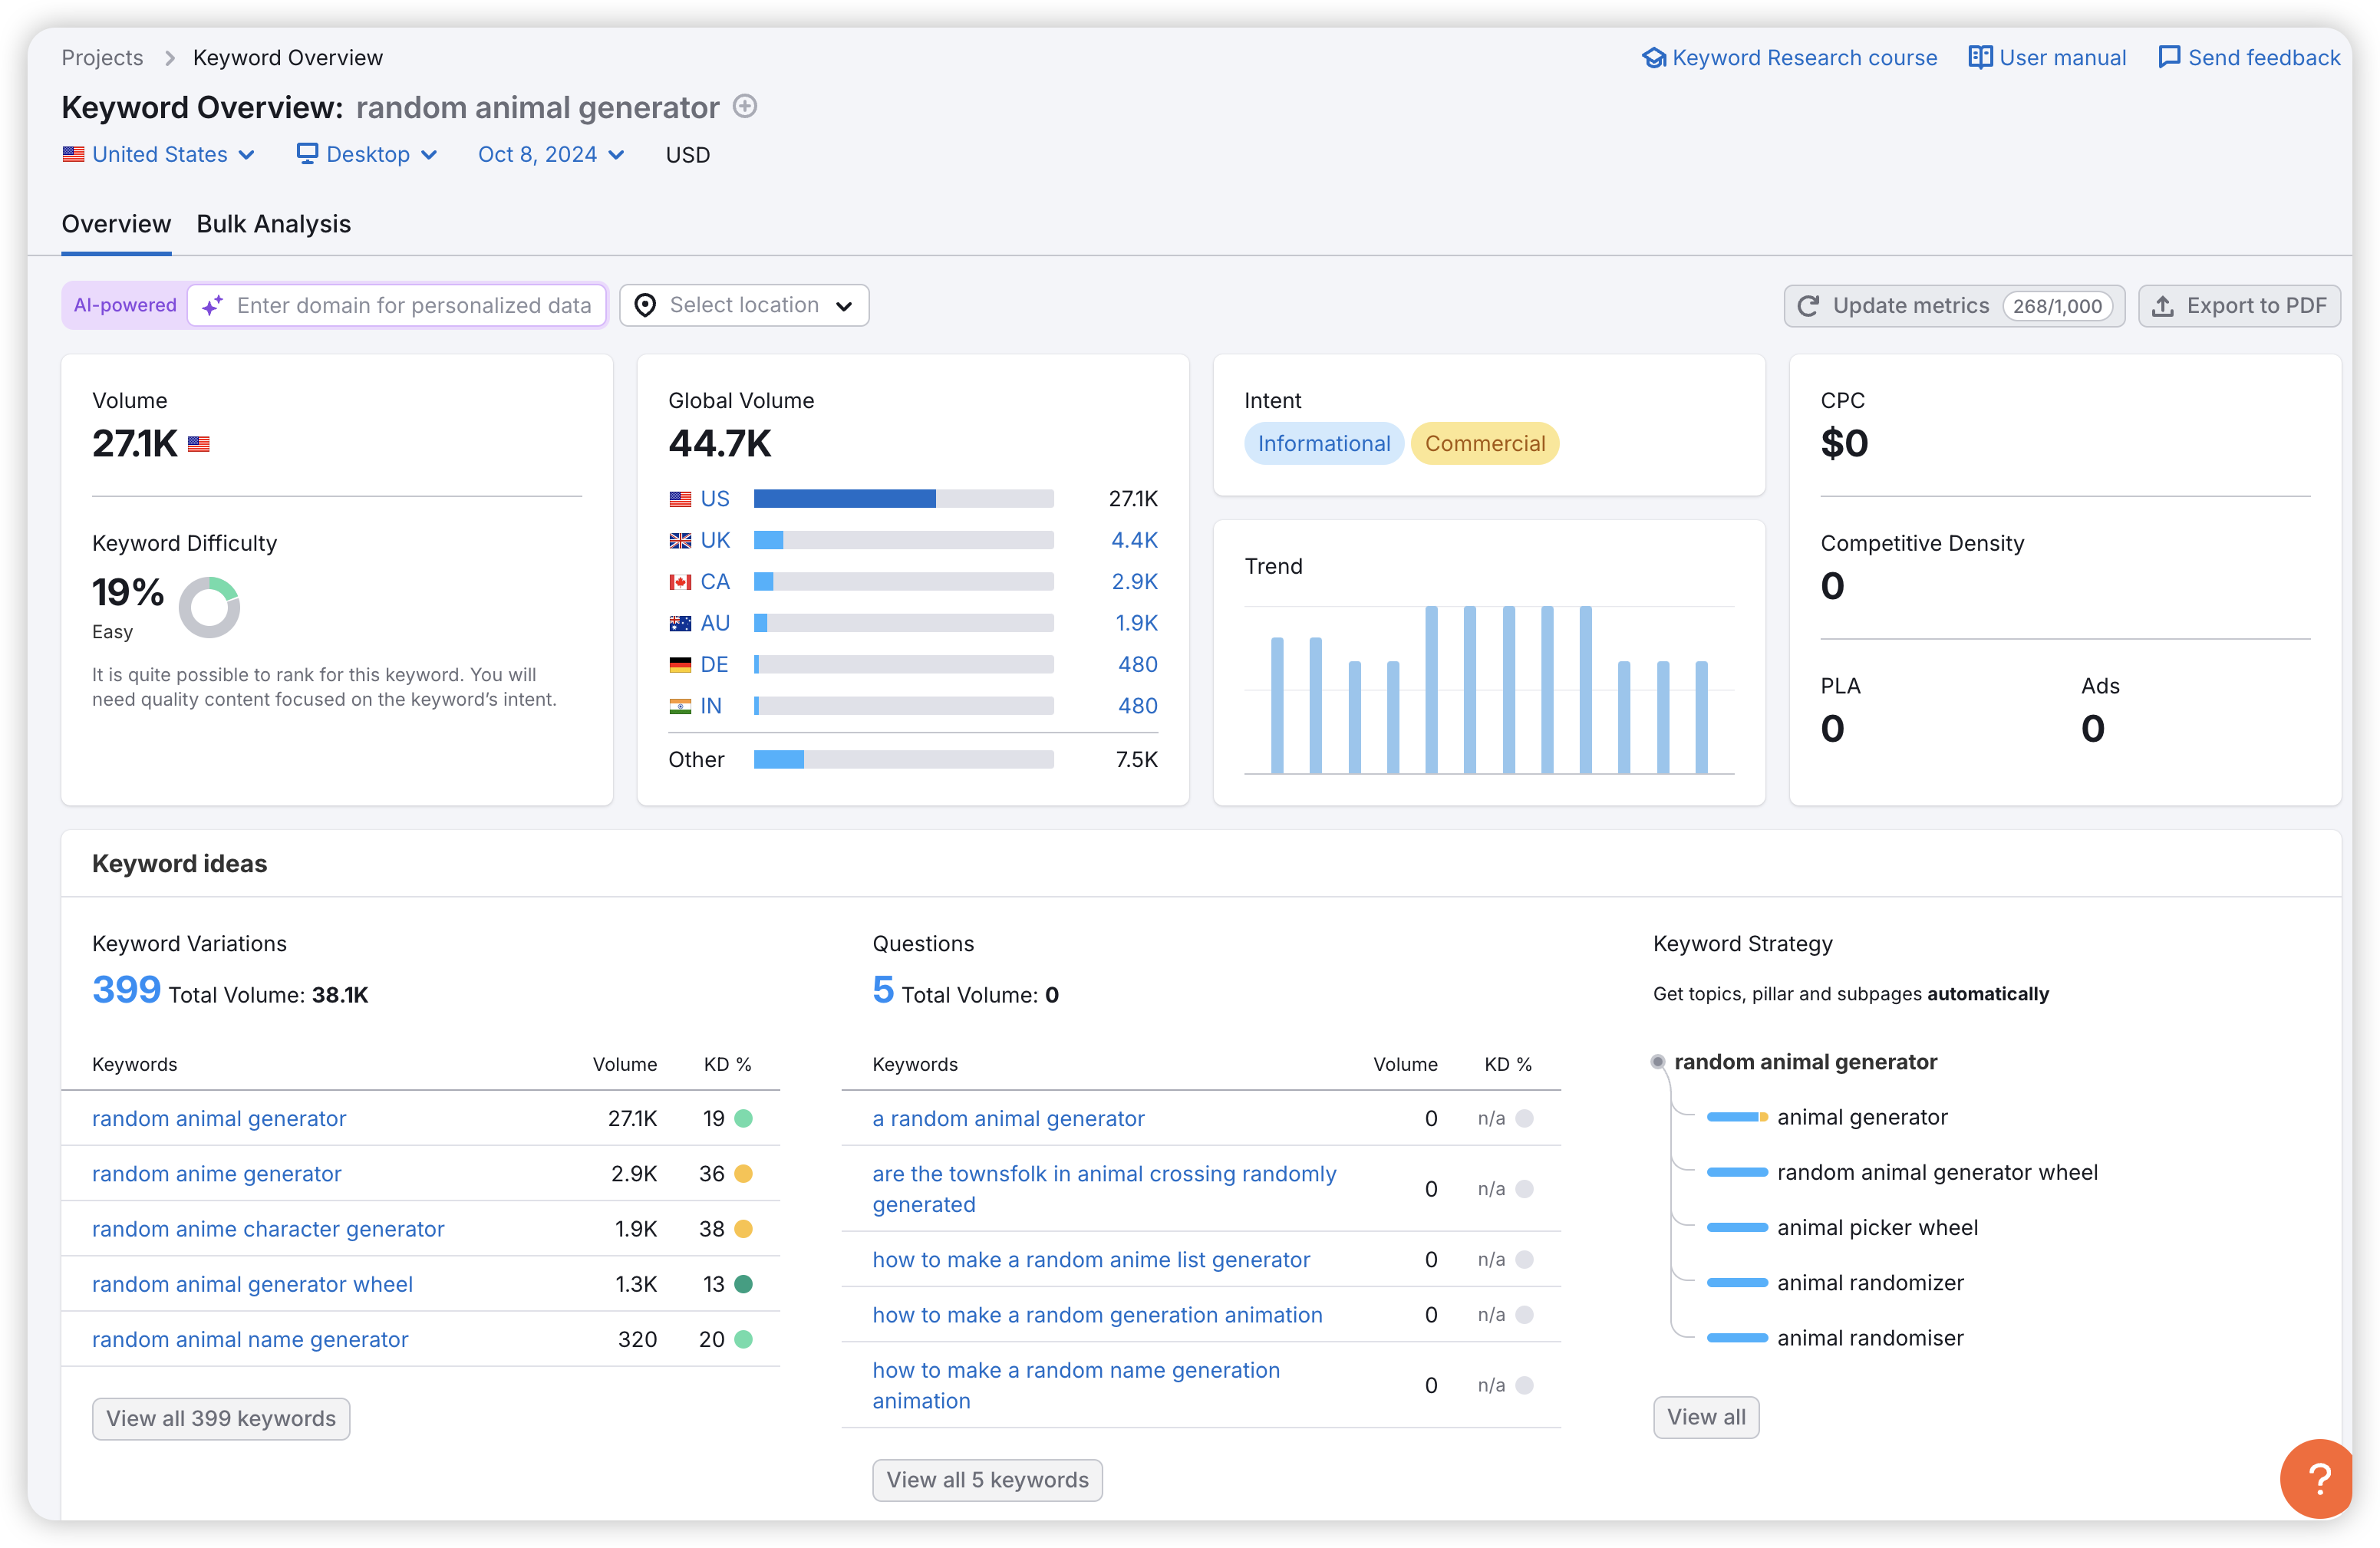 Projects > Keyword Overview
Keyword Research course
User manual
Send feedback
Keyword Overview: random animal generator
United States
Desktop
Oct 8, 2024
USD
Overview
Bulk Analysis
AI-powered
Enter domain for personalized data
Select location
Update metrics 268/1,000
Export to PDF
Volume
27.1K
Keyword Difficulty
19%
Easy
It is quite possible to rank for this keyword. You will
need quality content focused on the keyword’s intent.
Global Volume
44.7K
US 27.1K
UK 4.4K
CA 2.9K
AU 1.9K
DE 480
IN 480
Other 7.5K
Intent
Informational Commercial
Trend
CPC
$0
Competitive Density
0
PLA Ads
0 0
Keyword ideas
Keyword Variations
399 Total Volume: 38.1K
Keywords Volume KD %
random animal generator 27.1K 19
random anime generator 2.9K 36
random anime character generator 1.9K 38
random animal generator wheel 1.3K 13
random animal name generator 320 20
View all 399 keywords
Questions
5 Total Volume: 0
Keywords Volume KD %
a random animal generator 0 n/a
are the townsfolk in animal crossing randomly
generated 0 n/a
how to make a random anime list generator 0 n/a
how to make a random generation animation 0 n/a
how to make a random name generation
animation 0 n/a
View all 5 keywords
Keyword Strategy
Get topics, pillar and subpages automatically
random animal generator
animal generator
random animal generator wheel
animal picker wheel
animal randomizer
animal randomiser
View all
?